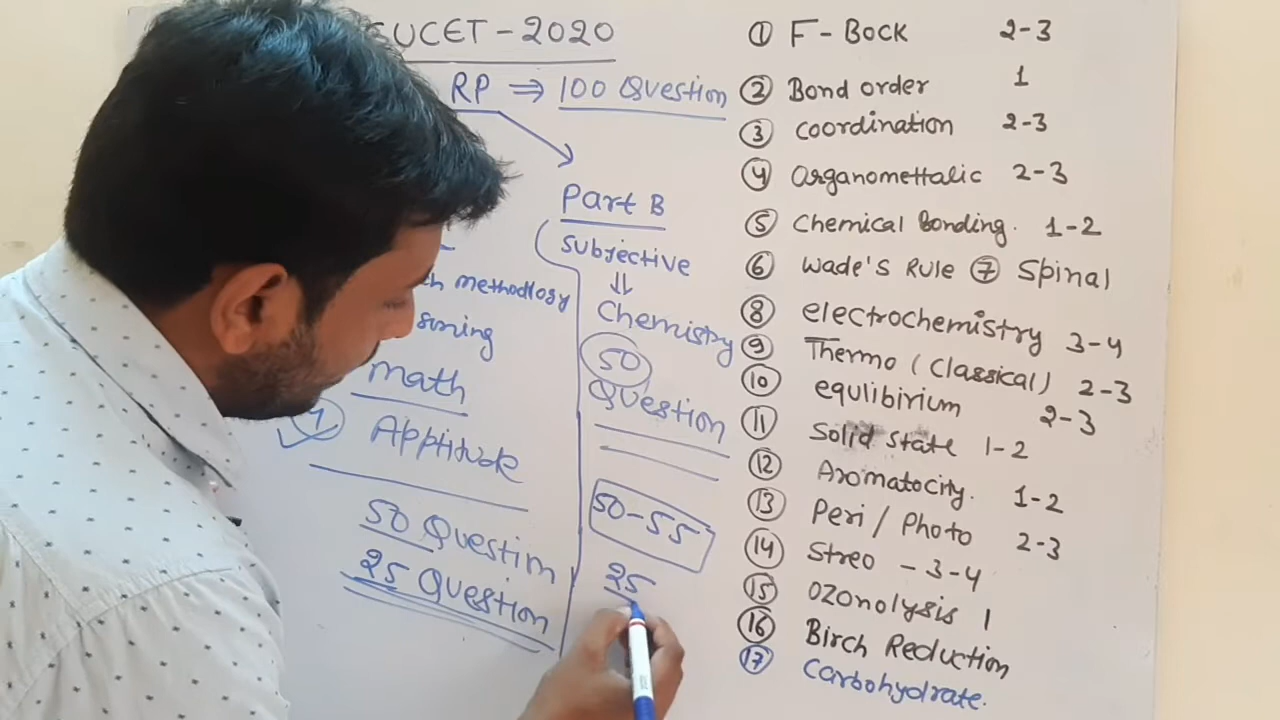 SUCET-2020
RP ⇒ 100 Question
Part B
Subjective
⇓
Chemistry
50
Question
50-55
25
methodlogy
math
Apptitude
50 Question
25 Question
① F-Bock 2-3
② Bond order 1
③ Coordination 2-3
④ Organomettalic 2-3
⑤ Chemical Bonding. 1-2
⑥ Wade's Rule ⑦ Spinal
⑧ electrochemistry 3-4
⑨ Thermo (Classical) 2-3
⑩ equlibirium 2-3
⑪ Solid State 1-2
⑫ Aromatocity. 1-2
⑬ Peri / Photo 2-3
⑭ Streo - 3-4
⑮ Ozonolysis 1
⑯ Birch Reduction
⑰ Carbohydrate.